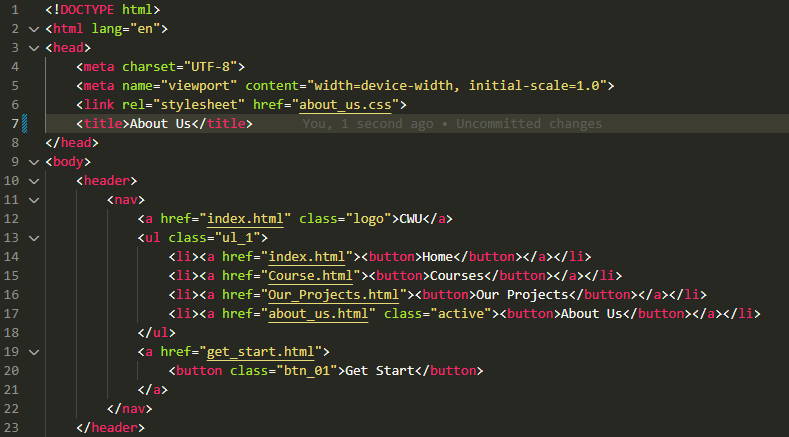 1 <!DOCTYPE html>
2 <html lang="en">
3 <head>
4     <meta charset="UTF-8">
5     <meta name="viewport" content="width=device-width, initial-scale=1.0">
6     <link rel="stylesheet" href="about_us.css">
7     <title>About Us</title> You, 1 second ago • Uncommitted changes
8 </head>
9 <body>
10     <header>
11         <nav>
12             <a href="index.html" class="logo">CWU</a>
13             <ul class="ul_1">
14                 <li><a href="index.html"><button>Home</button></a></li>
15                 <li><a href="Course.html"><button>Courses</button></a></li>
16                 <li><a href="Our_Projects.html"><button>Our Projects</button></a></li>
17                 <li><a href="about_us.html" class="active"><button>About Us</button></a></li>
18             </ul>
19             <a href="get_start.html">
20                 <button class="btn_01">Get Start</button>
21             </a>
22         </nav>
23     </header>